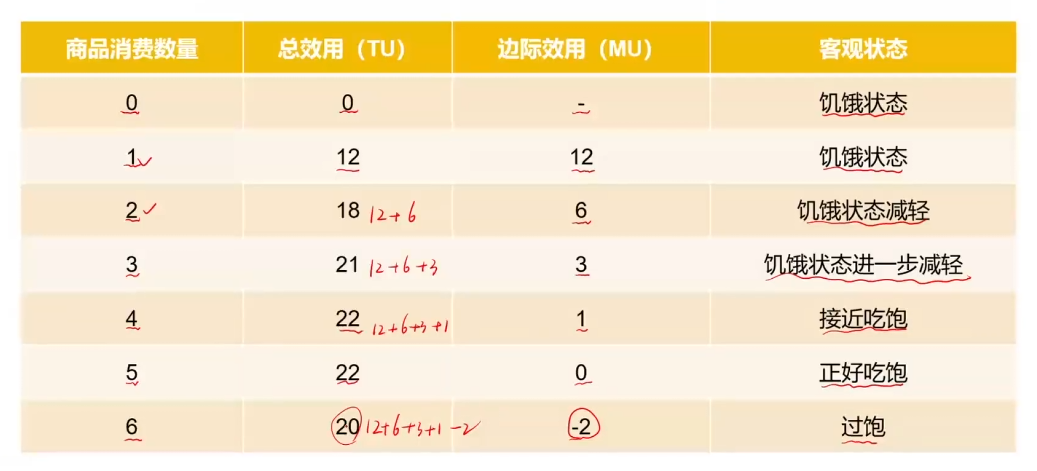 商品消费数量 总效用（TU） 边际效用（MU） 客观状态
0 0 - 饥饿状态
1 12 12 饥饿状态
2 18 12+6 6 饥饿状态减轻
3 21 12+6+3 3 饥饿状态进一步减轻
4 22 12+6+3+1 1 接近吃饱
5 22 0 正好吃饱
6 20 12+6+3+1-2 -2 过饱